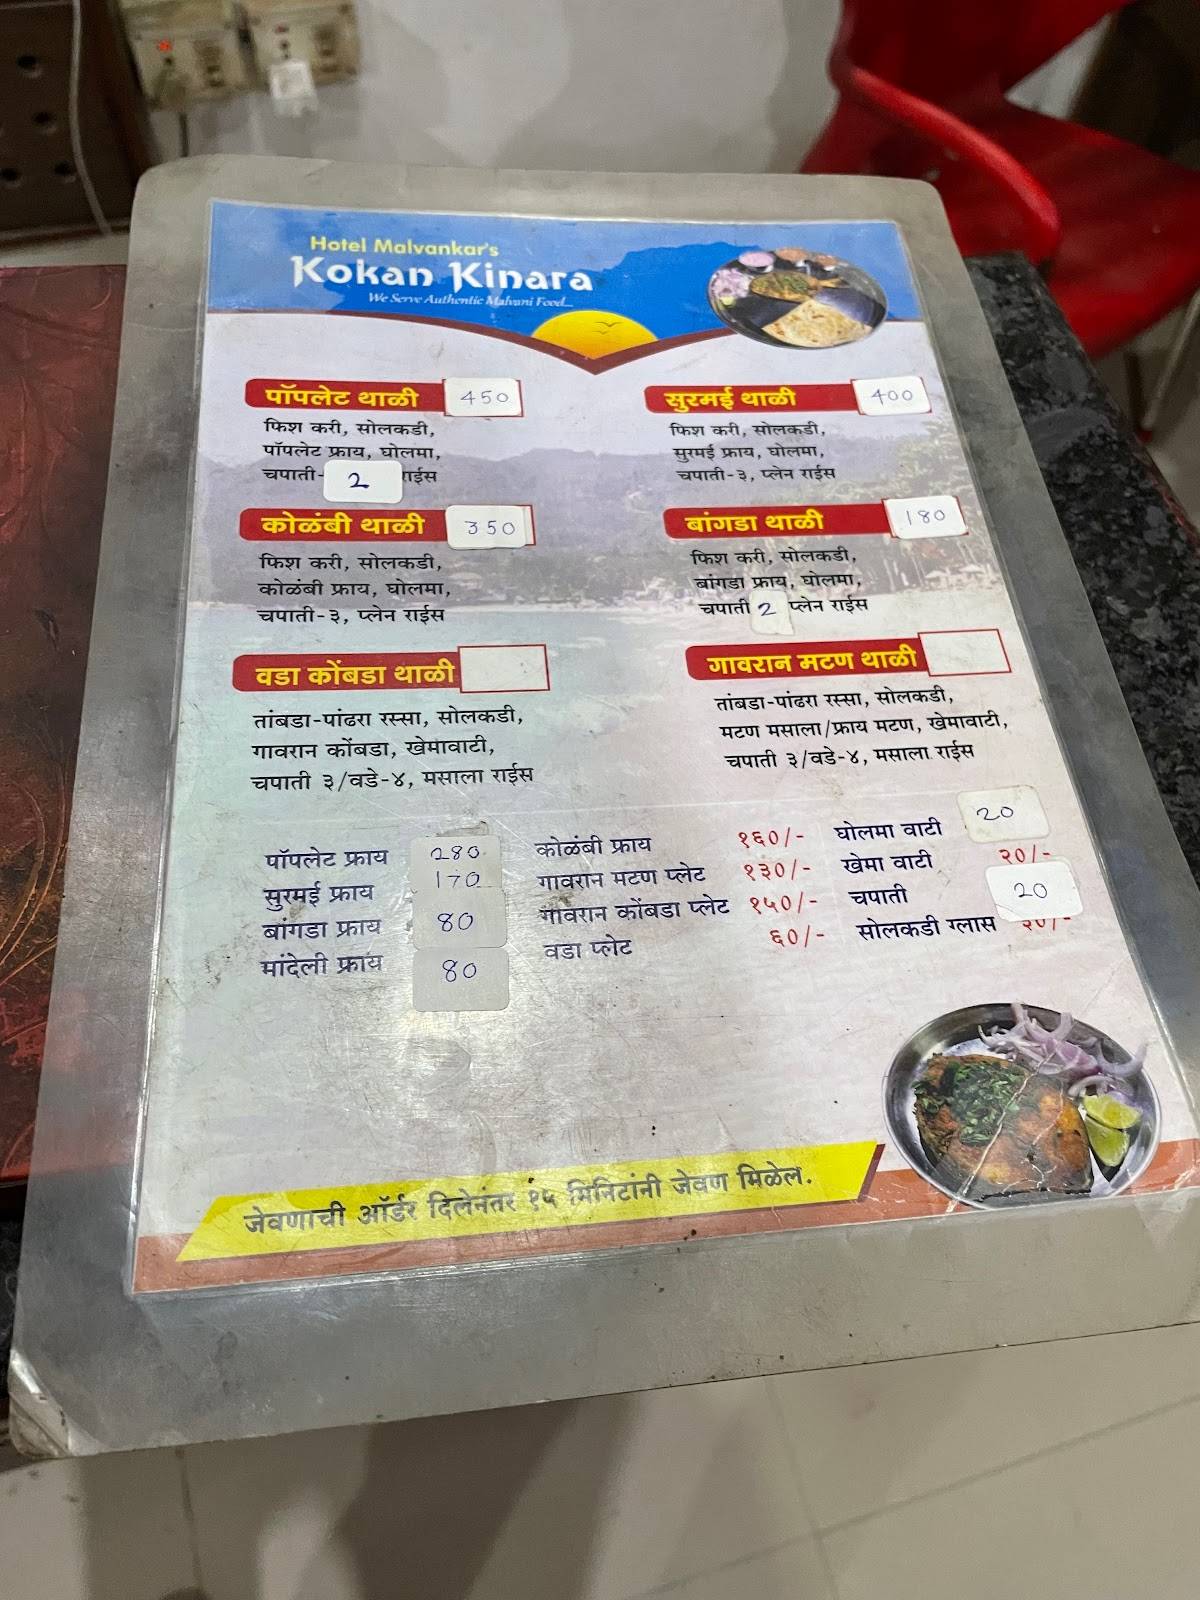 Hotel Malvankar's
Kokan Kinara
We Serve Authentic Malvani Food...
पॉपलेट थाळी 450
फिश करी, सोलकडी,
पॉपलेट फ्राय, घोलमा,
चपाती- 2 राईस
सुरमई थाळी 400
फिश करी, सोलकडी,
सुरमई फ्राय, घोलमा,
चपाती-३, प्लेन राईस
कोळंबी थाळी 350
फिश करी, सोलकडी,
कोळंबी फ्राय, घोलमा,
चपाती-३, प्लेन राईस
बांगडा थाळी 180
फिश करी, सोलकडी,
बांगडा फ्राय, घोलमा,
चपाती 2 प्लेन राईस
वडा कोंबडा थाळी
तांबडा-पांढरा रस्सा, सोलकडी,
गावरान कोंबडा, खेमावाटी,
चपाती ३/वडे-४, मसाला राईस
गावरान मटण थाळी
तांबडा-पांढरा रस्सा, सोलकडी,
मटण मसाला/फ्राय मटण, खेमावाटी,
चपाती ३/वडे-४, मसाला राईस
पॉपलेट फ्राय 280
सुरमई फ्राय 170
बांगडा फ्राय 80
मांदेली फ्राय 80
कोळंबी फ्राय १६०/-
गावरान मटण प्लेट १३०/-
गावरान कोंबडा प्लेट १५०/-
वडा प्लेट ६०/-
घोलमा वाटी 20
खेमा वाटी २०/-
चपाती 20
सोलकडी ग्लास
जेवणाची ऑर्डर दिलेनंतर १५ मिनिटांनी जेवण मिळेल.